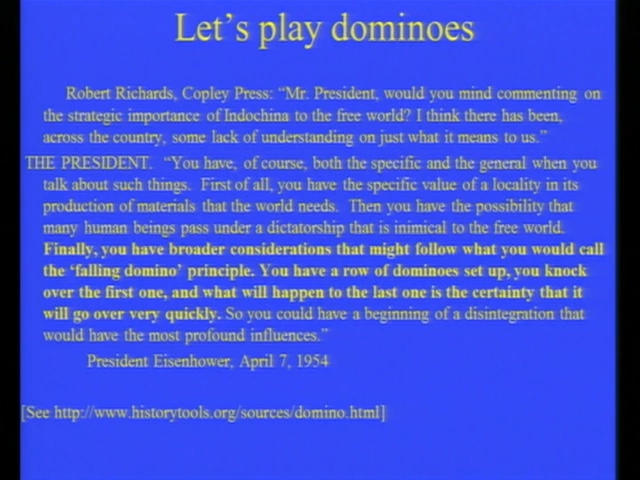 Let's play dominoes
Robert Richards, Copley Press: “Mr. President, would you mind commenting on
the strategic importance of Indochina to the free world? I think there has been,
across the country, some lack of understanding on just what it means to us.”
THE PRESIDENT. “You have, of course, both the specific and the general when you
talk about such things. First of all, you have the specific value of a locality in its
production of materials that the world needs. Then you have the possibility that
many human beings pass under a dictatorship that is inimical to the free world.
Finally, you have broader considerations that might follow what you would call
the ‘falling domino’ principle. You have a row of dominoes set up, you knock
over the first one, and what will happen to the last one is the certainty that it
will go over very quickly. So you could have a beginning of a disintegration that
would have the most profound influences.”
President Eisenhower, April 7, 1954
[See http://www.historytools.org/sources/domino.html]